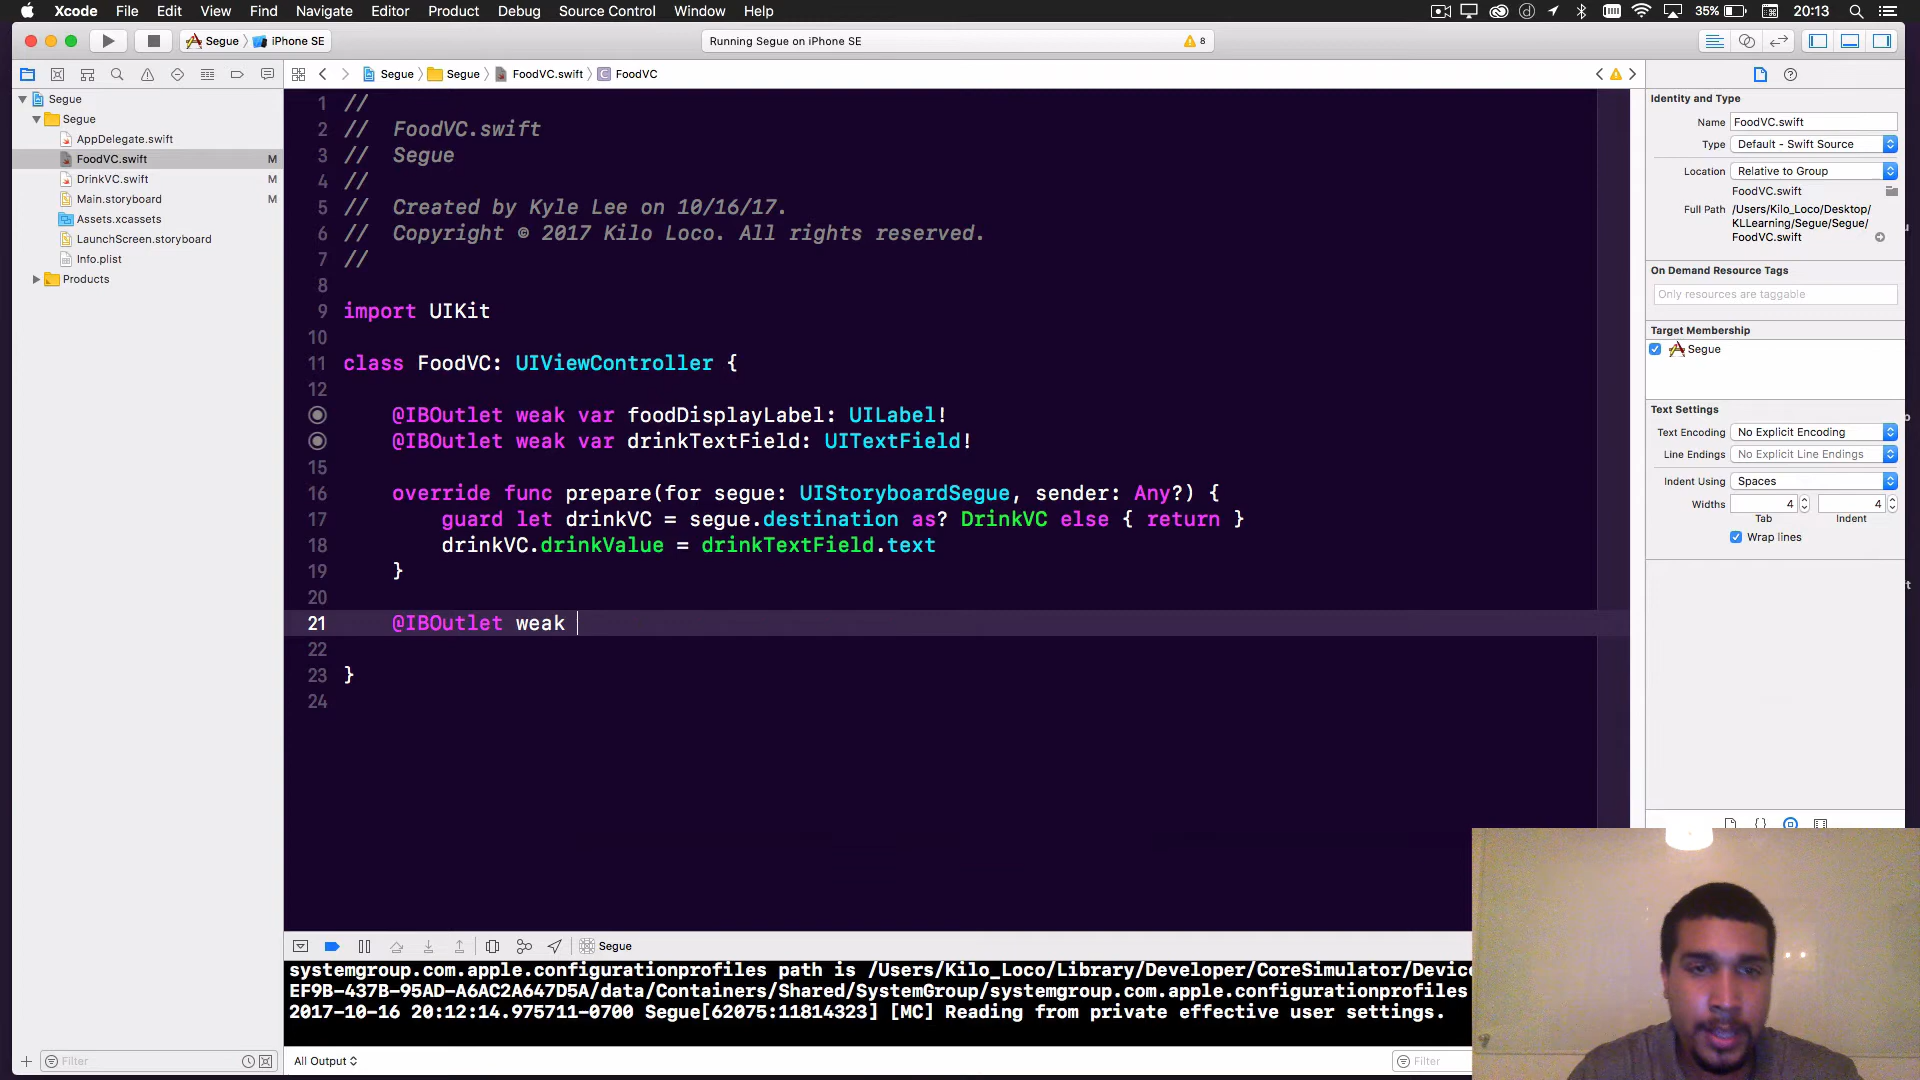 Xcode File Edit View Find Navigate Editor Product Debug Source Control Window Help 35% 20:13
Segue iPhone SE Running Segue on iPhone SE 8
Segue Segue FoodVC.swift FoodVC
Segue
Segue
AppDelegate.swift
FoodVC.swift M
DrinkVC.swift M
Main.storyboard M
Assets.xcassets
LaunchScreen.storyboard
Info.plist
Products
Filter
1 //
2 // FoodVC.swift
3 // Segue
4 //
5 // Created by Kyle Lee on 10/16/17.
6 // Copyright © 2017 Kilo Loco. All rights reserved.
7 //
8
9 import UIKit
10
11 class FoodVC: UIViewController {
12
@IBOutlet weak var foodDisplayLabel: UILabel!
@IBOutlet weak var drinkTextField: UITextField!
15
16 override func prepare(for segue: UIStoryboardSegue, sender: Any?) {
17 guard let drinkVC = segue.destination as? DrinkVC else { return }
18 drinkVC.drinkValue = drinkTextField.text
19 }
20
21 @IBOutlet weak
22
23 }
24
Segue
systemgroup.com.apple.configurationprofiles path is /Users/Kilo_Loco/Library/Developer/CoreSimulator/Device
EF9B-437B-95AD-A6AC2A647D5A/data/Containers/Shared/SystemGroup/systemgroup.com.apple.configurationprofiles
2017-10-16 20:12:14.975711-0700 Segue[62075:11814323] [MC] Reading from private effective user settings.
All Output Filter
Identity and Type
Name FoodVC.swift
Type Default - Swift Source
Location Relative to Group
FoodVC.swift
Full Path /Users/Kilo_Loco/Desktop/
KLLearning/Segue/Segue/
FoodVC.swift
On Demand Resource Tags
Only resources are taggable
Target Membership
Segue
Text Settings
Text Encoding No Explicit Encoding
Line Endings No Explicit Line Endings
Indent Using Spaces
Widths 4 4
Tab Indent
Wrap lines